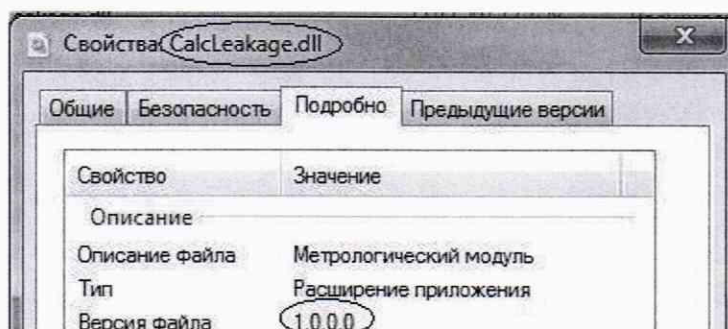 Свойства: CalcLeakage.dll
Общие Безопасность Подробно Предыдущие версии
Свойство Значение
Описание
Описание файла Метрологический модуль
Тип Расширение приложения
Версия файла 1.0.0.0